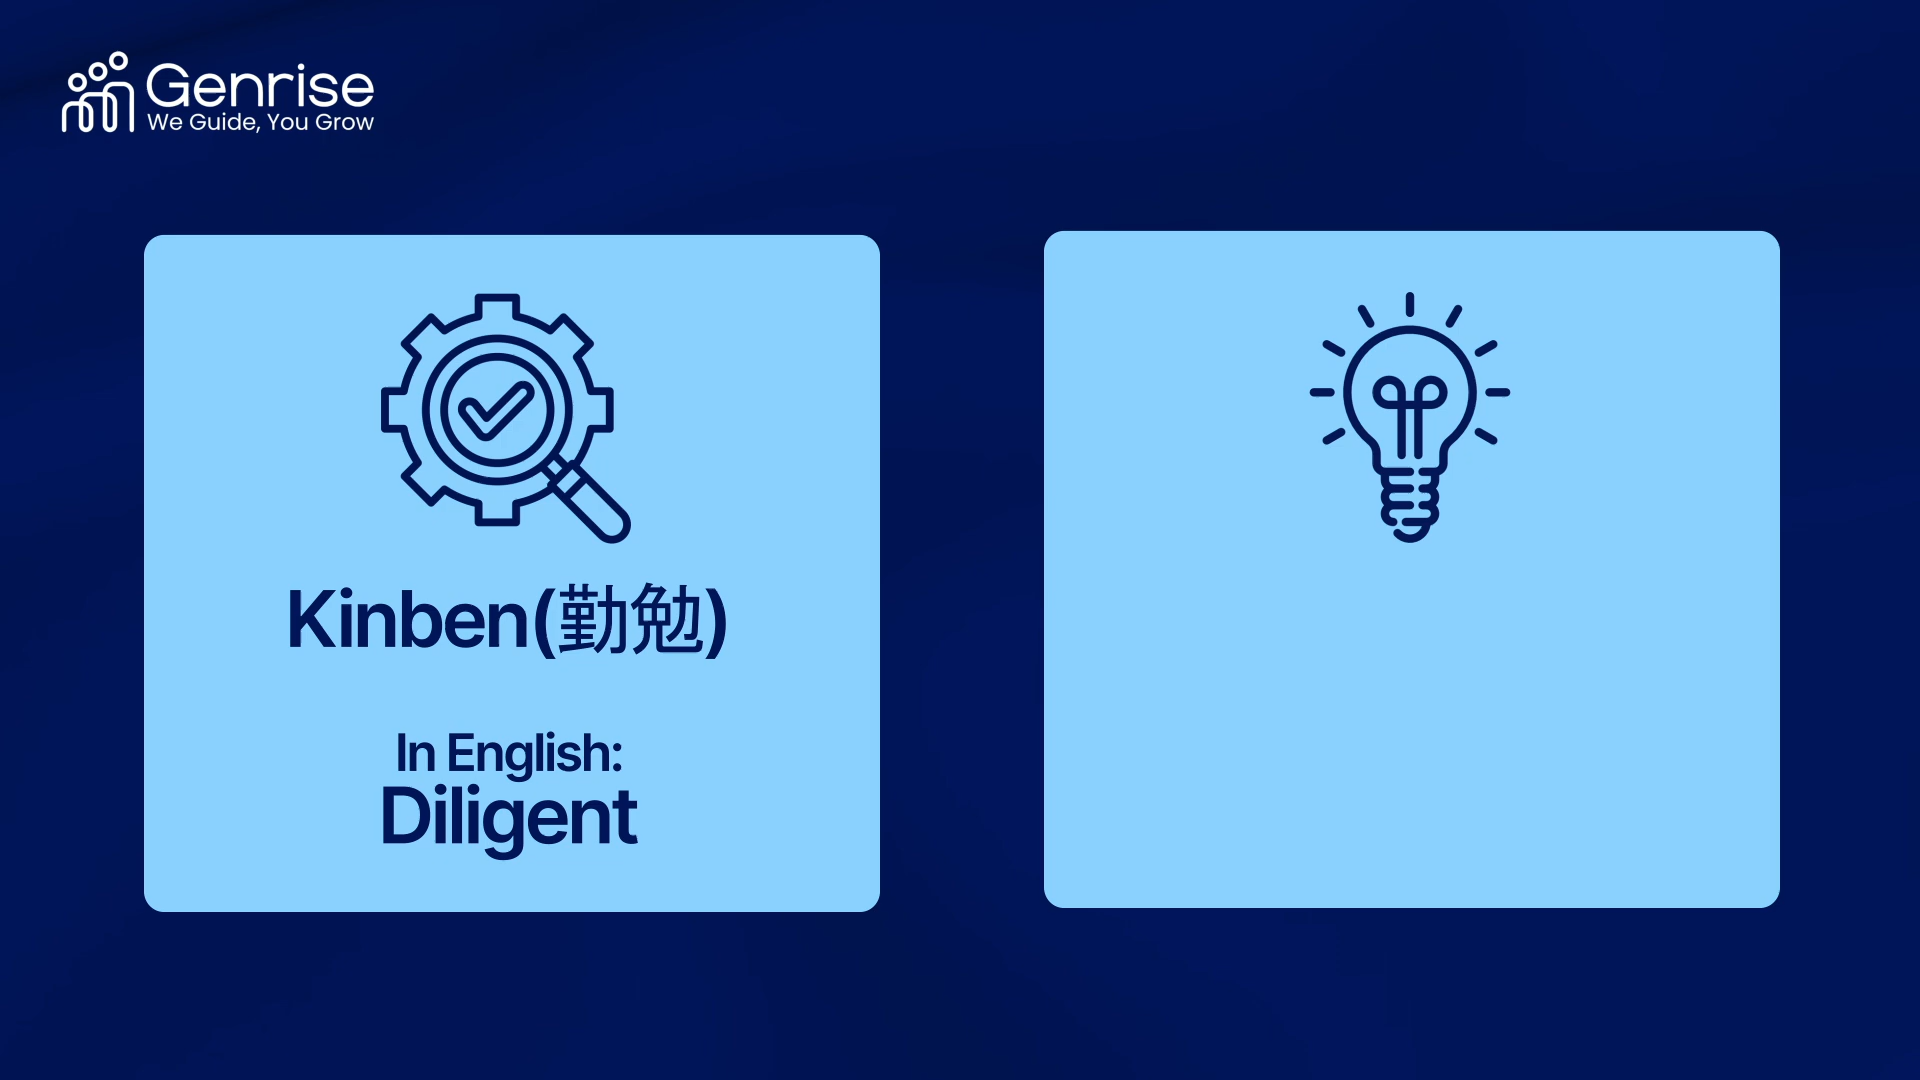 Genrise
We Guide, You Grow
Kinben(勤勉)
In English:
Diligent